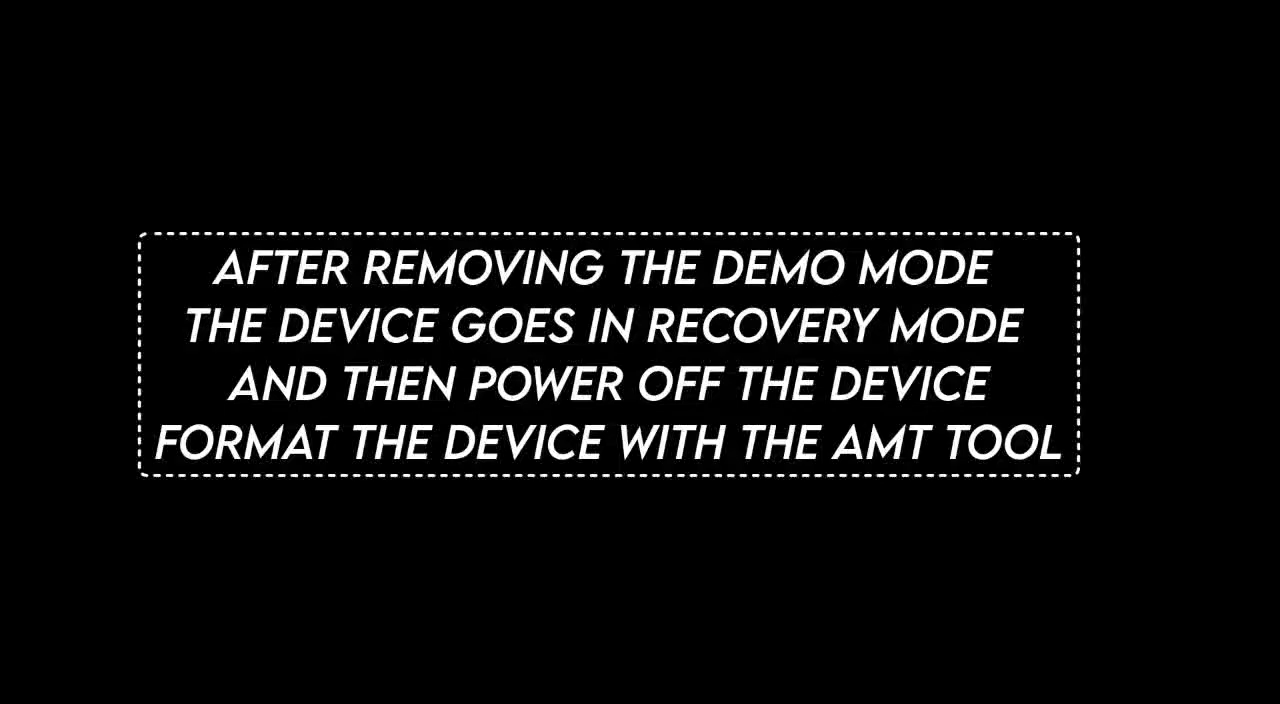 AFTER REMOVING THE DEMO MODE
THE DEVICE GOES IN RECOVERY MODE
AND THEN POWER OFF THE DEVICE
FORMAT THE DEVICE WITH THE AMT TOOL